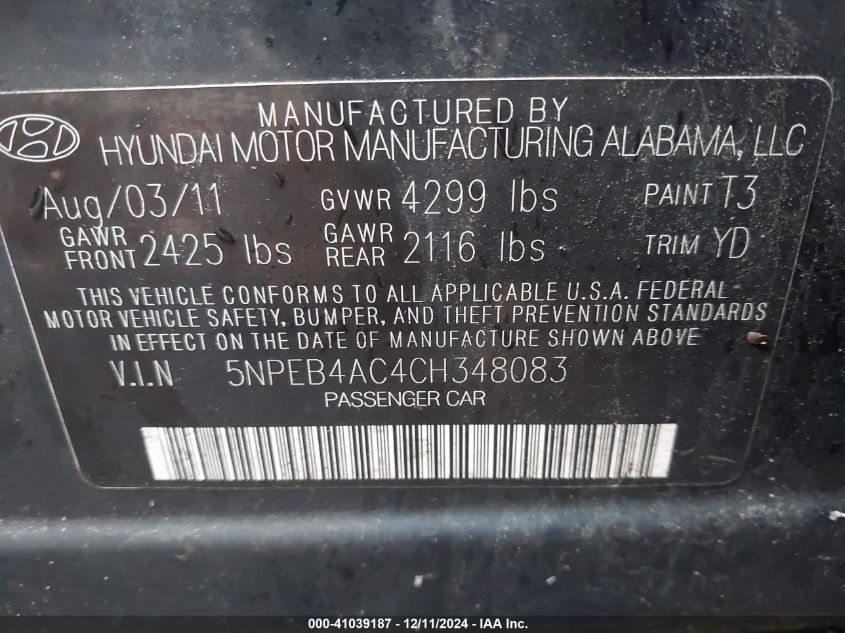 MANUFACTURED BY
HYUNDAI MOTOR MANUFACTURING ALABAMA, LLC
Aug/03/11 GVWR 4299 lbs PAINT T3
GAWR FRONT 2425 lbs GAWR REAR 2116 lbs TRIM YD
THIS VEHICLE CONFORMS TO ALL APPLICABLE U.S.A. FEDERAL
MOTOR VEHICLE SAFETY, BUMPER, AND THEFT PREVENTION STANDARDS
IN EFFECT ON THE DATE OF MANUFACTURE SHOWN ABOVE
V.I.N 5NPEB4AC4CH348083
PASSENGER CAR
000-41039187 - 12/11/2024 - © IAA, Inc.